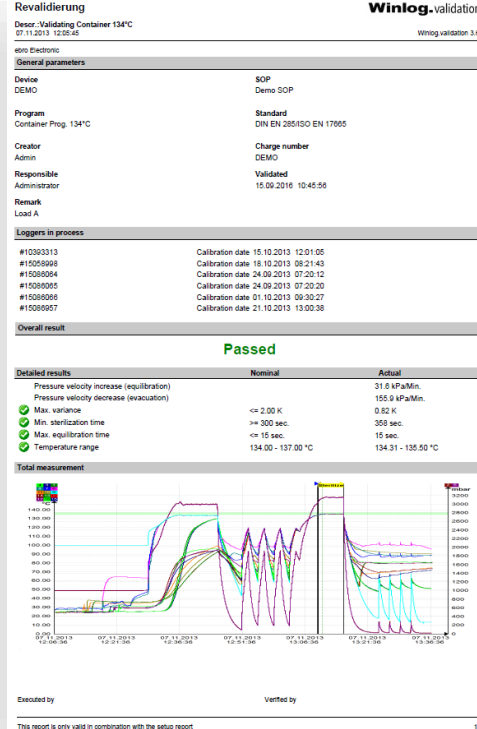 Revalidierung
Winlog.validation
Descr.:Validating Container 134°C
07.11.2013 12:05:45
Winlog.validation 3.
ebro Electronic
General parameters
Device SOP
DEMO Demo SOP
Program Standard
Container Prog. 134°C DIN EN 285/ISO EN 17665
Creator Charge number
Admin DEMO
Responsible Validated
Administrator 15.09.2016 10:45:56
Remark
Load A
Loggers in process
#10393313 Calibration date 15.10.2013 12:01:05
#15058998 Calibration date 18.10.2013 08:21:43
#15086064 Calibration date 24.09.2013 07:20:12
#15086065 Calibration date 24.09.2013 07:20:20
#15086066 Calibration date 01.10.2013 09:30:27
#15086957 Calibration date 21.10.2013 13:00:38
Overall result
Passed
Detailed results Nominal Actual
Pressure velocity increase (equilibration) 31.6 kPa/Min.
Pressure velocity decrease (evacuation) 155.9 kPa/Min.
Max. variance <= 2.00 K 0.82 K
Min. sterilization time >= 300 sec. 358 sec.
Max. equilibration time <= 15 sec. 15 sec.
Temperature range 134.00 - 137.00 °C 134.31 - 135.50 °C
Total measurement
°C mbar
140.00
130.00
120.00
110.00
100.00
90.00
80.00
70.00
60.00
50.00
40.00
30.00
20.00
10.00
0.00
3200
3000
2800
2600
2400
2200
2000
1800
1600
1400
1200
1000
800
600
400
200
0
07.11.2013 07.11.2013 07.11.2013 07.11.2013 07.11.2013 07.11.2013 07.11.2013
12:06:36 12:21:36 12:36:36 12:51:36 13:06:36 13:21:36 13:36:36
Executed by Verified by
This report is only valid in combination with the setup report 1